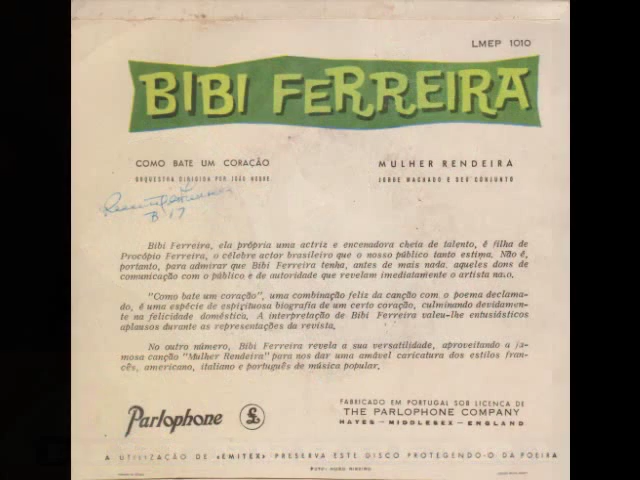 LMEP 1010
BIBI FERREIRA
COMO BATE UM CORAÇÃO
ORQUESTRA DIRIGIDA POR JOÃO NOBRE
MULHER RENDEIRA
JORGE MACHADO E SEU CONJUNTO
B 17
Bibi Ferreira, ela própria uma actriz e encenadora cheia de talento, é filha de
Procópio Ferreira, o célebre actor brasileiro que o nosso público tanto estima. Não é,
portanto, para admirar que Bibi Ferreira tenha, antes de mais nada, aqueles dons de
comunicação com o público e de autoridade que revelam imediatamente o artista nato.
"Como bate um coração", uma combinação feliz da canção com o poema declama-
do, é uma espécie de espirituosa biografia de um certo coração, culminando devidamen-
te na felicidade doméstica. A interpretação de Bibi Ferreira valeu-lhe entusiásticos
aplausos durante as representações da revista.
No outro número, Bibi Ferreira revela a sua versatilidade, aproveitando a fa-
mosa canção "Mulher Rendeira" para nos dar uma amável caricatura dos estilos fran-
cês, americano, italiano e português de música popular.
Parlophone £
FABRICADO EM PORTUGAL SOB LICENÇA DE
THE PARLOPHONE COMPANY
HAYES - MIDDLESEX - ENGLAND
A UTILIZAÇÃO DE «EMITEX» PRESERVA ESTE DISCO PROTEGENDO-O DA POEIRA